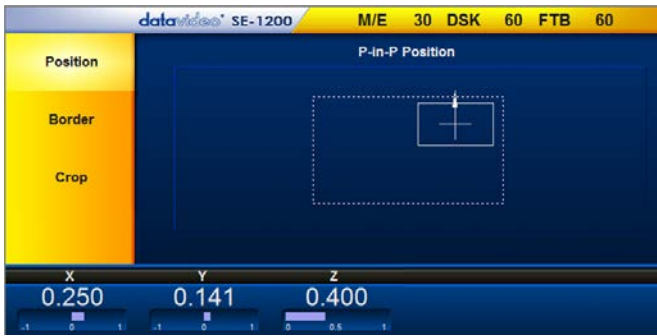 datavideo SE-1200 M/E 30 DSK 60 FTB 60
P-in-P Position
Position
Border
Crop
X Y Z
0.250 0.141 0.400
-1 0 1 -1 0 1 0 0.5 1